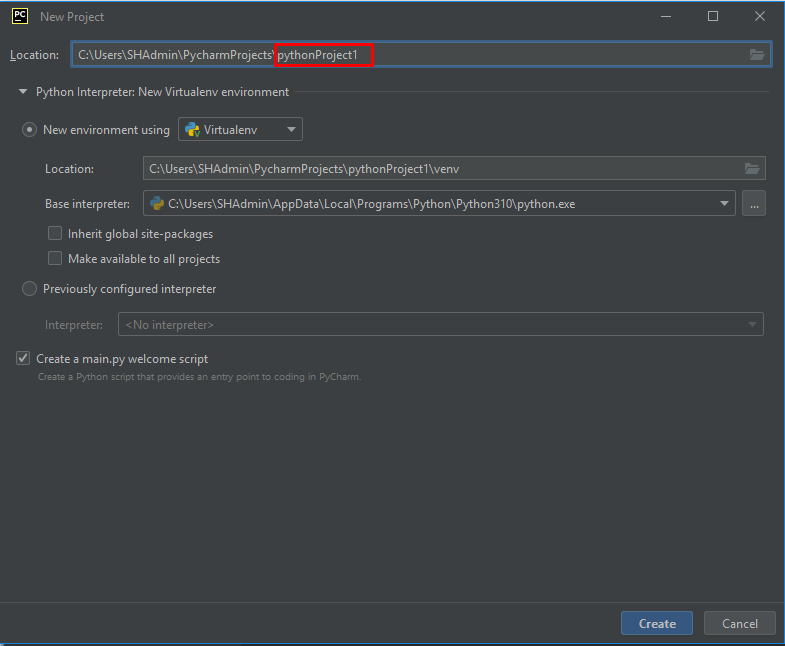 PC New Project
Location: C:\Users\SHAdmin\PycharmProjects\pythonProject1
Python Interpreter: New Virtualenv environment
New environment using Virtualenv
Location: C:\Users\SHAdmin\PycharmProjects\pythonProject1\venv
Base interpreter: C:\Users\SHAdmin\AppData\Local\Programs\Python\Python310\python.exe ...
Inherit global site-packages
Make available to all projects
Previously configured interpreter
Interpreter: <No interpreter>
Create a main.py welcome script
Create a Python script that provides an entry point to coding in PyCharm.
Create Cancel